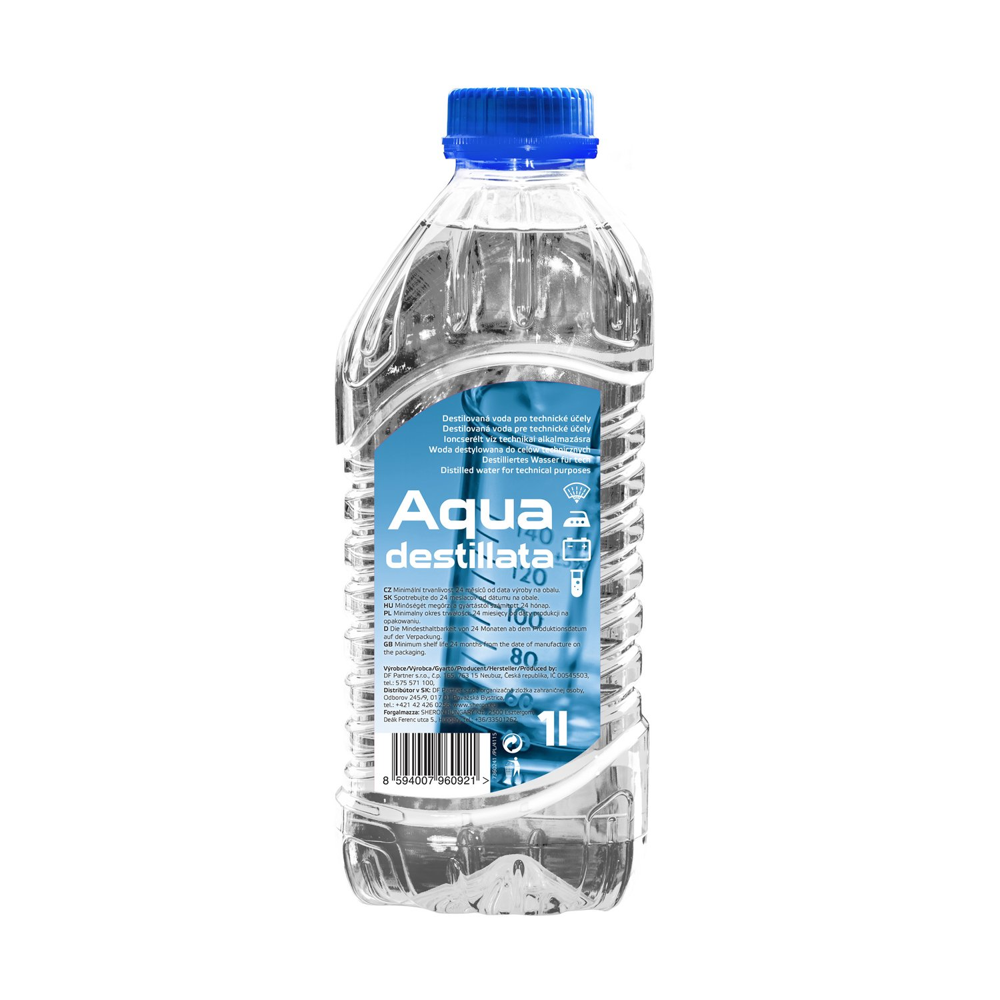 Destilovaná voda pro technické účely
Destilovaná voda pre technické účely
Ioncserélt víz technikai alkalmazásra
Woda destylowana do celów technicznych
Destilliertes Wasser für tech
Distilled water for technical purposes
Aqua
destillata
140
120
100
80
60
CZ Minimální trvanlivost 24 měsíců od data výroby na obalu.
SK Spotrebujte do 24 mesiacov od dátumu na obale.
HU Minőségét megőrzi a gyártástól számított 24 hónap.
PL Minimalny okres trwałości: 24 miesięcy od daty produkcji na
opakowaniu.
D Die Mindesthaltbarkeit von 24 Monaten ab dem Produktionsdatum
auf der Verpackung.
GB Minimum shelf life 24 months from the date of manufacture on
the packaging.
Výrobce/Výrobca/Gyartó/Producent/Hersteller/Produced by:
DF Partner s.r.o., č.p. 165, 763 15 Neubuz, Česká republika, IČ 00545503,
tel.: 575 571 100,
Distribútor v SK: DF Partner s.r.o., organizačná zložka zahraničnej osoby,
Odborov 245/9, 017 01 Považská Bystrica,
tel.: +421 42 426 0256, www.sheron.eu
Forgalmazza: SHERON HUNGARY Kft., 2500 Esztergom,
Deák Ferenc utca 5., Hungary, tel.: +36/33501262
1l
7360241 /PL/4115
8 594007 960921 >